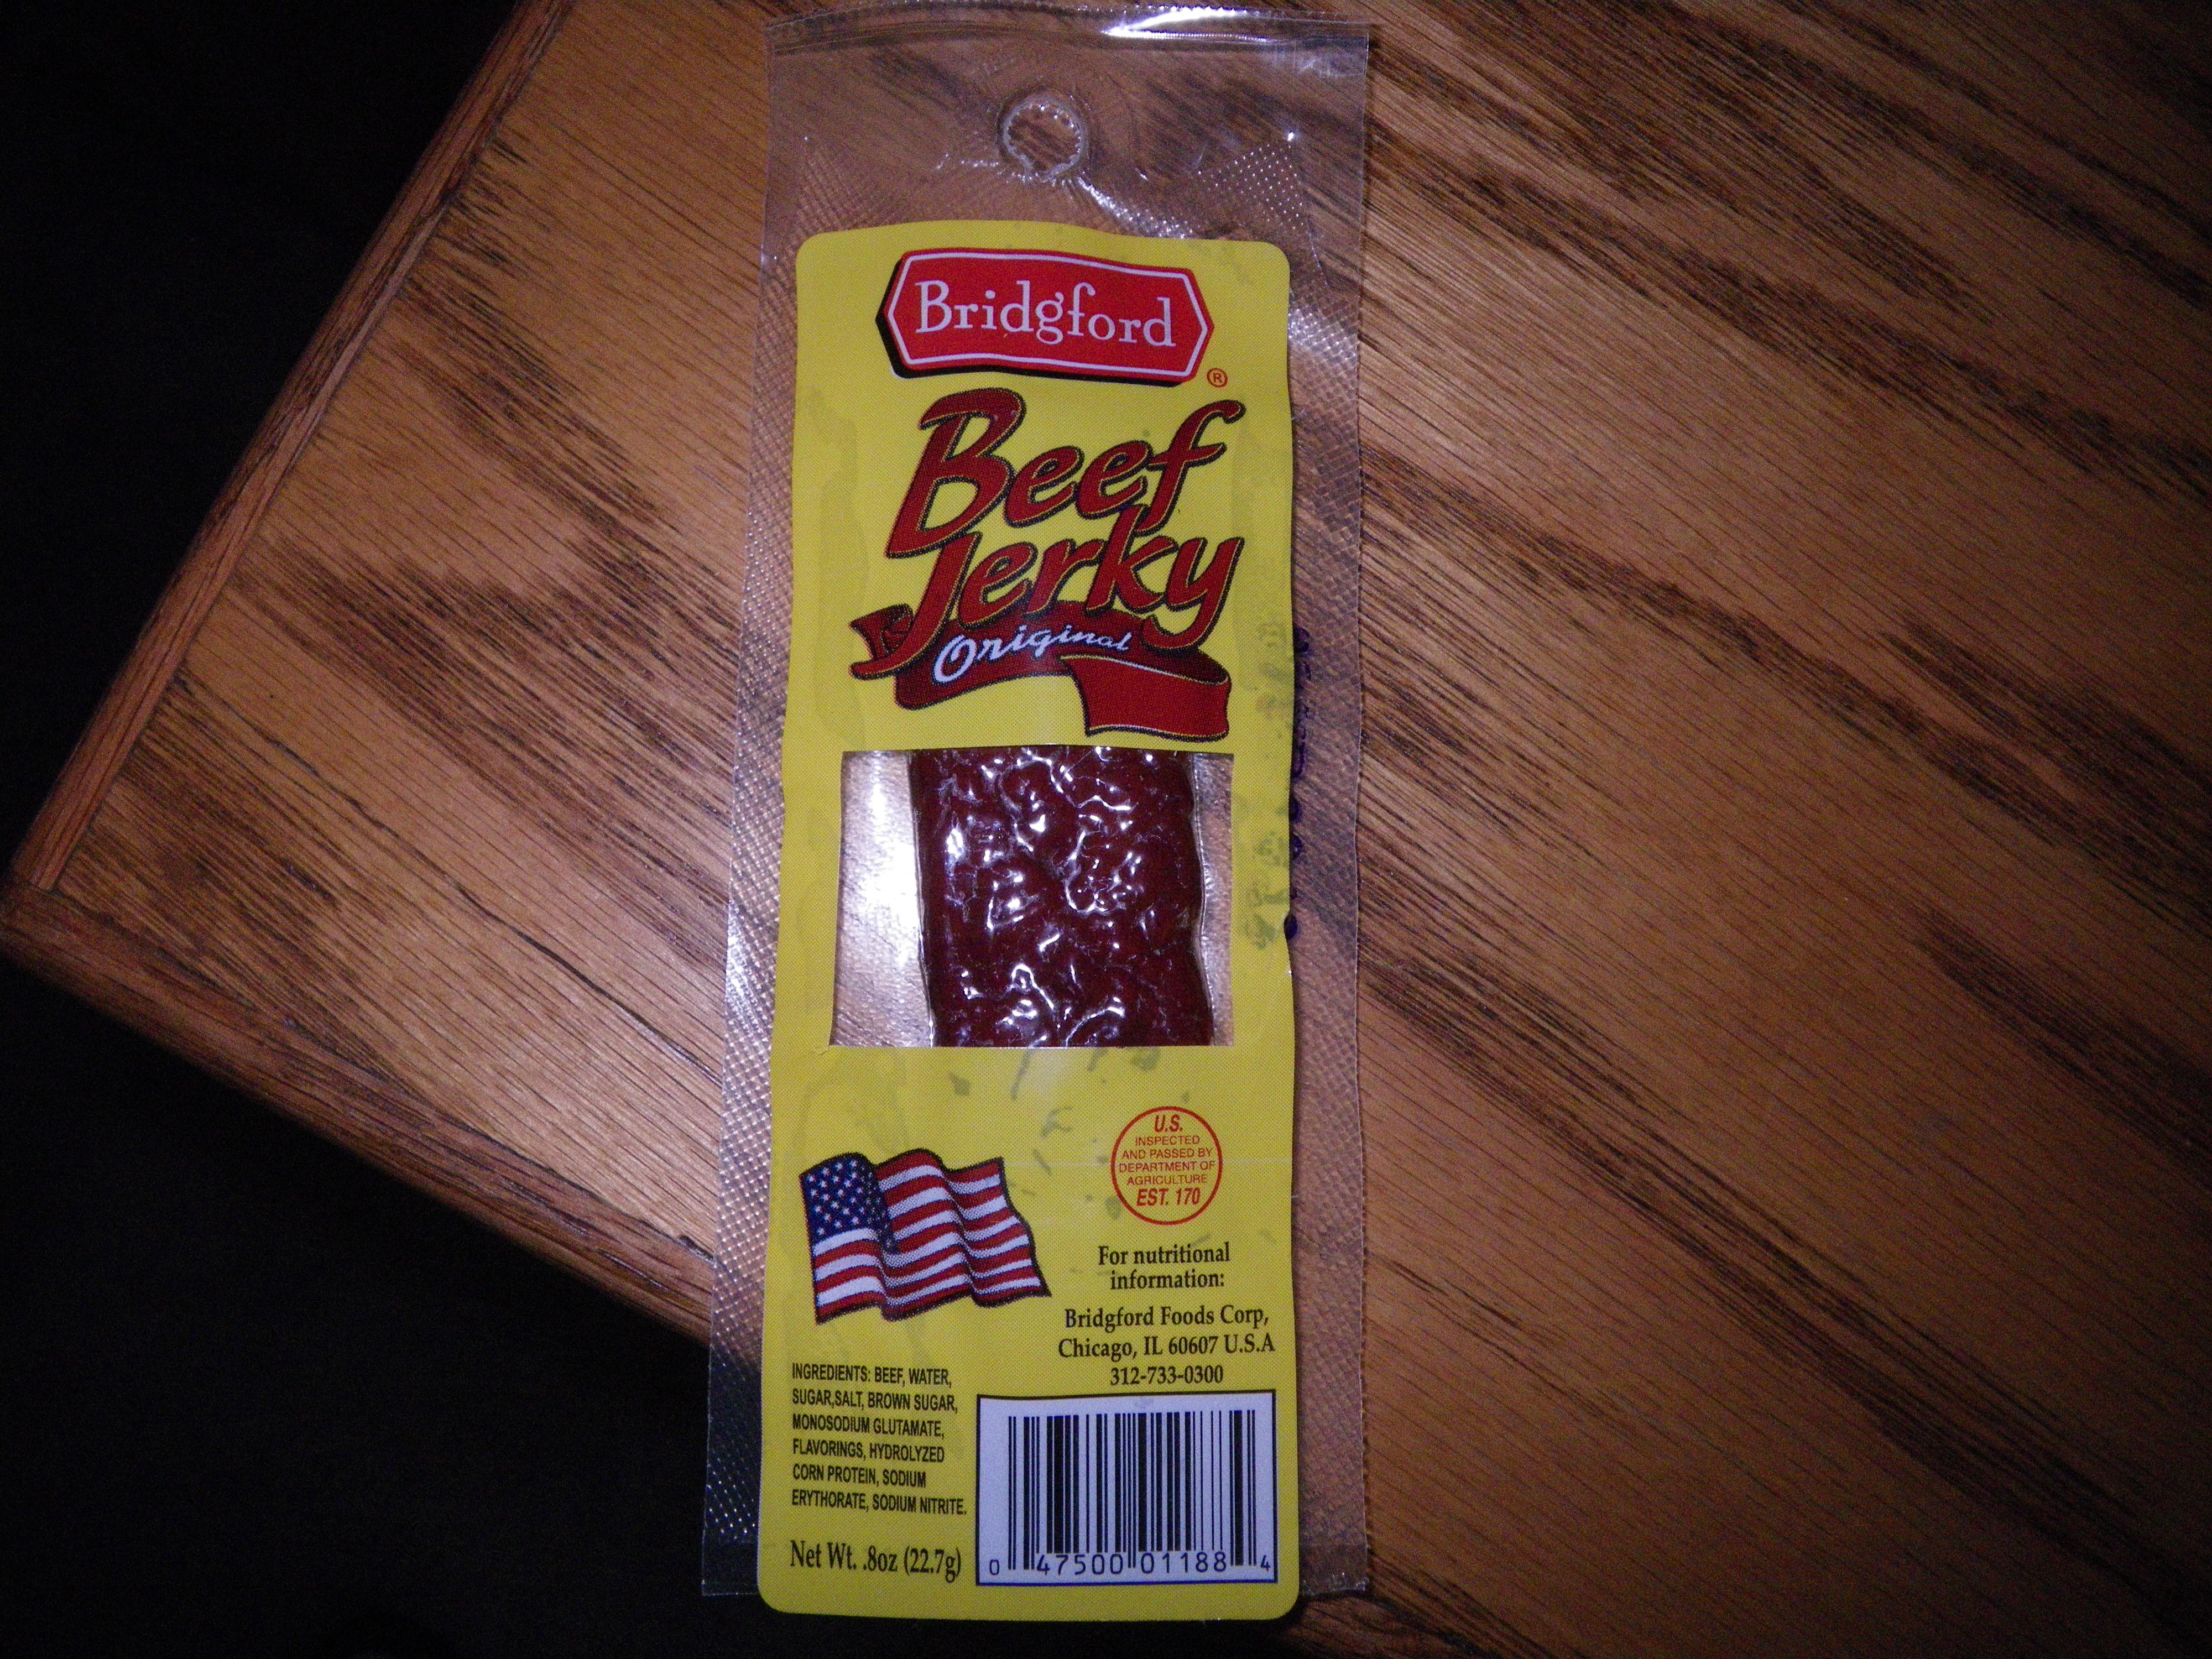 Bridgford
®
Beef
Jerky
Original
U.S.
INSPECTED
AND PASSED BY
DEPARTMENT OF
AGRICULTURE
EST. 170
For nutritional
information:
Bridgford Foods Corp,
Chicago, IL 60607 U.S.A
312-733-0300
INGREDIENTS: BEEF, WATER,
SUGAR,SALT, BROWN SUGAR,
MONOSODIUM GLUTAMATE,
FLAVORINGS, HYDROLYZED
CORN PROTEIN, SODIUM
ERYTHORATE, SODIUM NITRITE.
Net Wt. .8oz (22.7g)
0 47500 01188 4